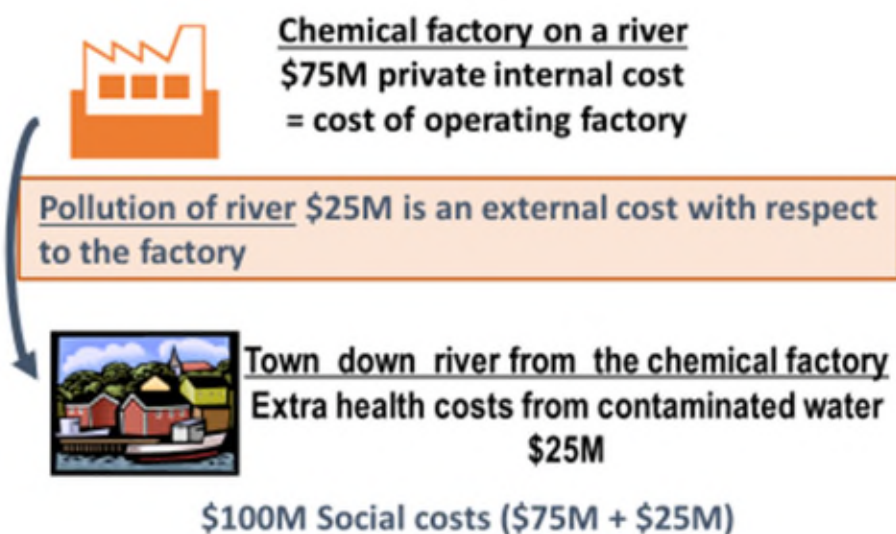 Chemical factory on a river
$75M private internal cost
= cost of operating factory
Pollution of river $25M is an external cost with respect
to the factory
Town down river from the chemical factory
Extra health costs from contaminated water
$25M
$100M Social costs ($75M + $25M)